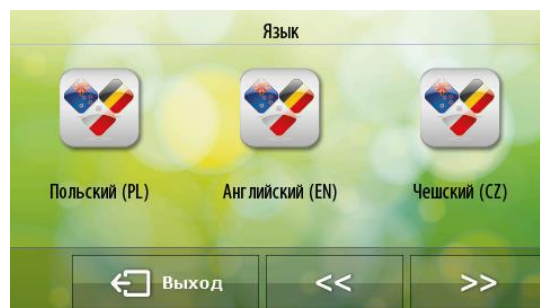 Язык
Польский (PL) Английский (EN) Чешский (CZ)
Выход << >>